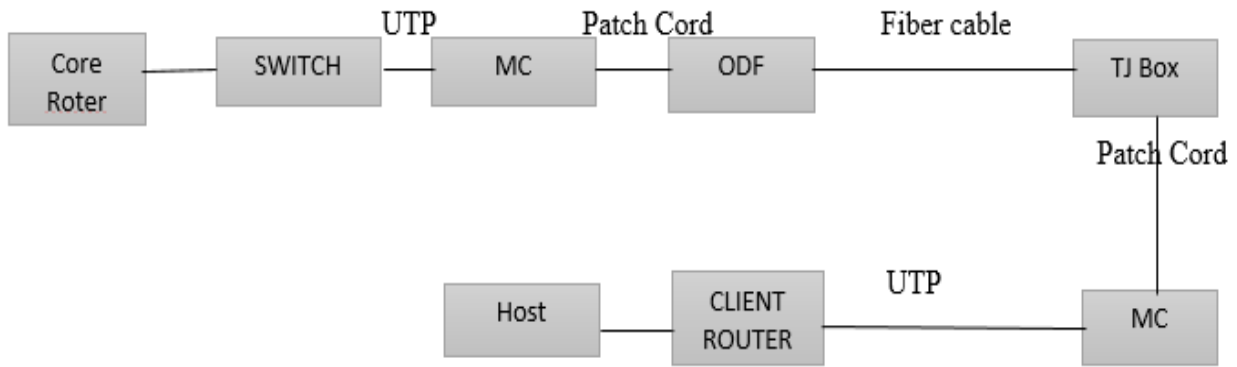 UTP
Patch Cord
Fiber cable
Core
Roter
SWITCH
MC
ODF
TJ Box
Patch Cord
UTP
Host
CLIENT
ROUTER
MC